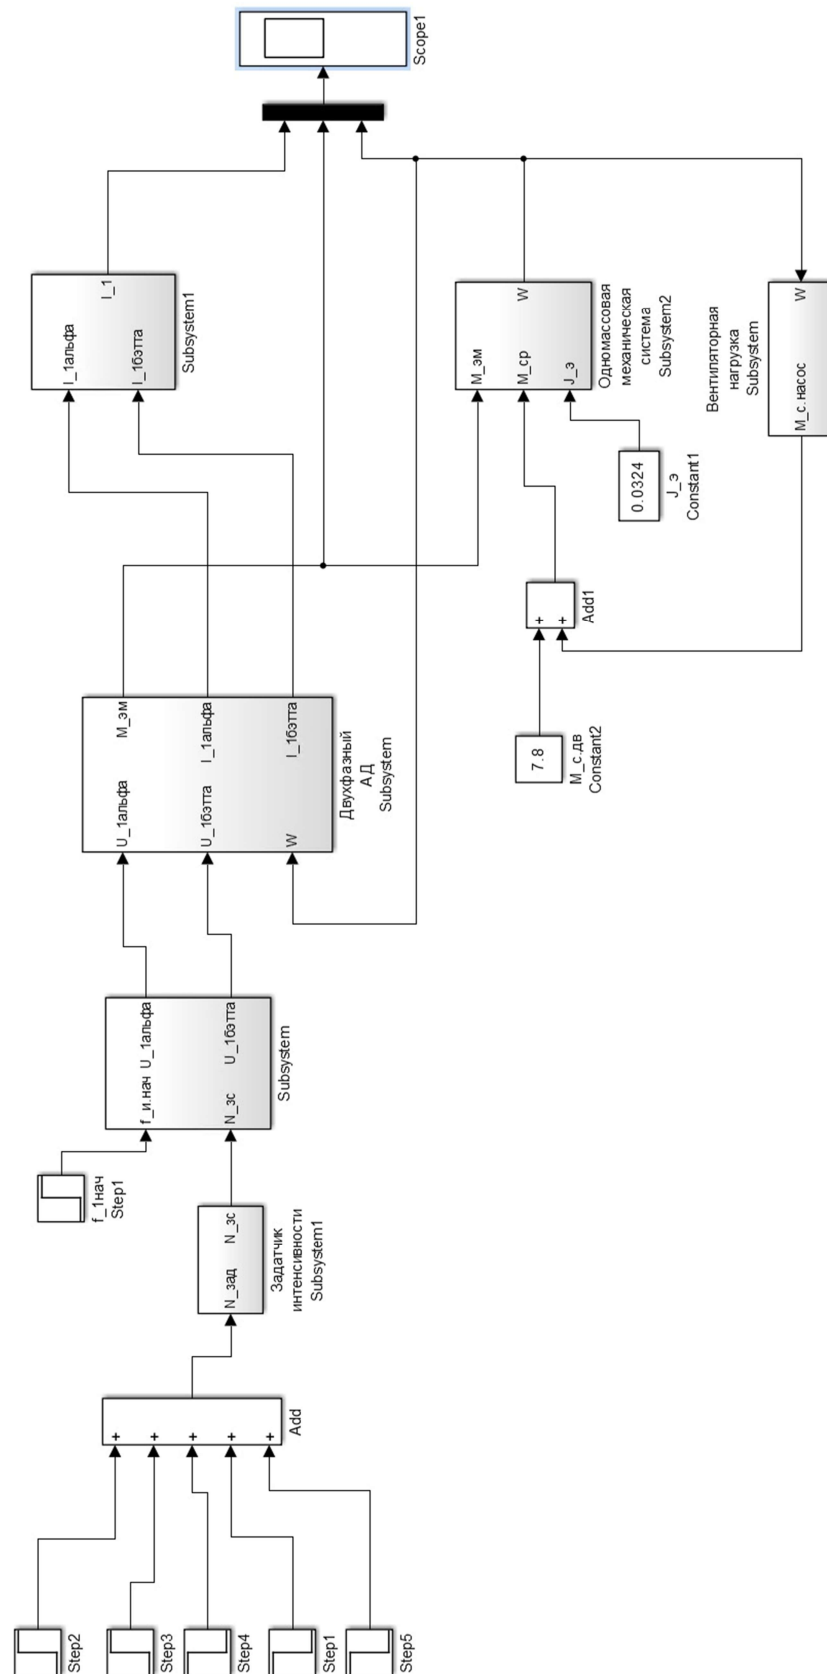 Step2
Step3
Step4
Step1
Step5
+
+
+
+
+
Add
N_зад
N_зс
Задатчик
интенсивности
Subsystem1
f_1нач
Step1
f_и.нач
U_1альфа
N_зс
U_1бэтта
Subsystem
U_1альфа
M_эм
U_1бэтта
I_1альфа
W
I_1бэтта
Двухфазный
АД
Subsystem
I_1альфа
I_1
I_1бэтта
Subsystem1
Scope1
7.8
M_с.дв
Constant2
+
+
Add1
0.0324
J_э
Constant1
M_эм
M_ср
W
J_э
Одномассовая
механическая
система
Subsystem2
M_с.насос
W
Вентиляторная
нагрузка
Subsystem